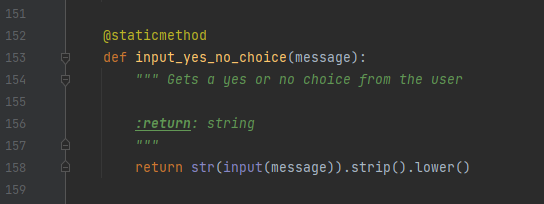 151
152 @staticmethod
153 def input_yes_no_choice(message):
154 """ Gets a yes or no choice from the user
155
156 :return: string
157 """
158 return str(input(message)).strip().lower()
159